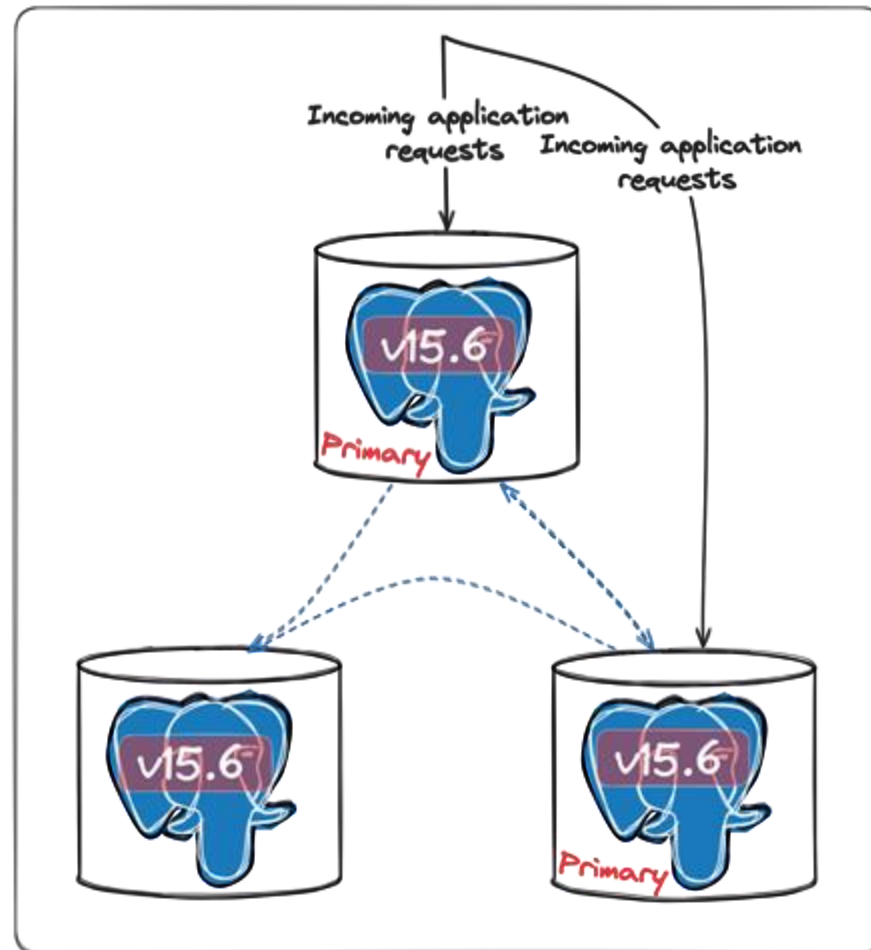 Incoming application
requests
Incoming application
requests
v15.6
Primary
v15.6
v15.6
Primary